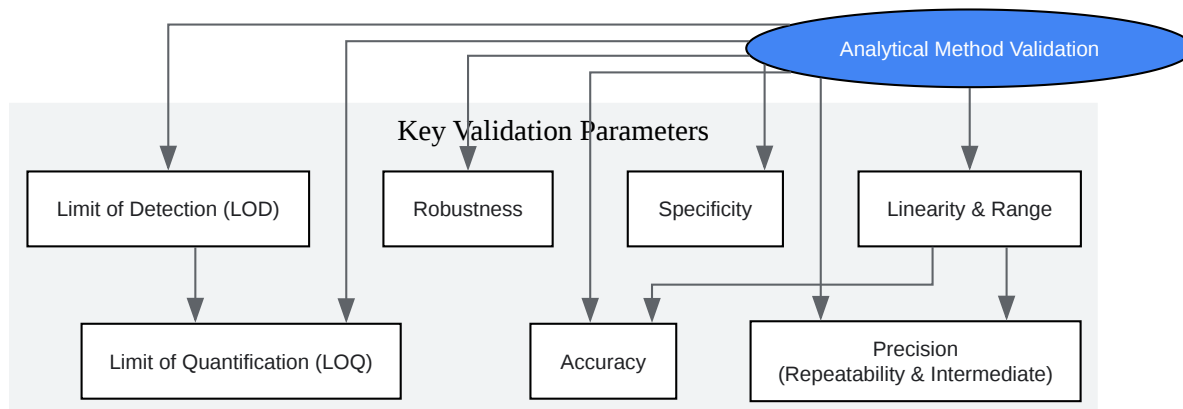 Analytical Method Validation
Key Validation Parameters
Limit of Detection (LOD)
Robustness
Specificity
Linearity & Range
Limit of Quantification (LOQ)
Accuracy
Precision
(Repeatability & Intermediate)